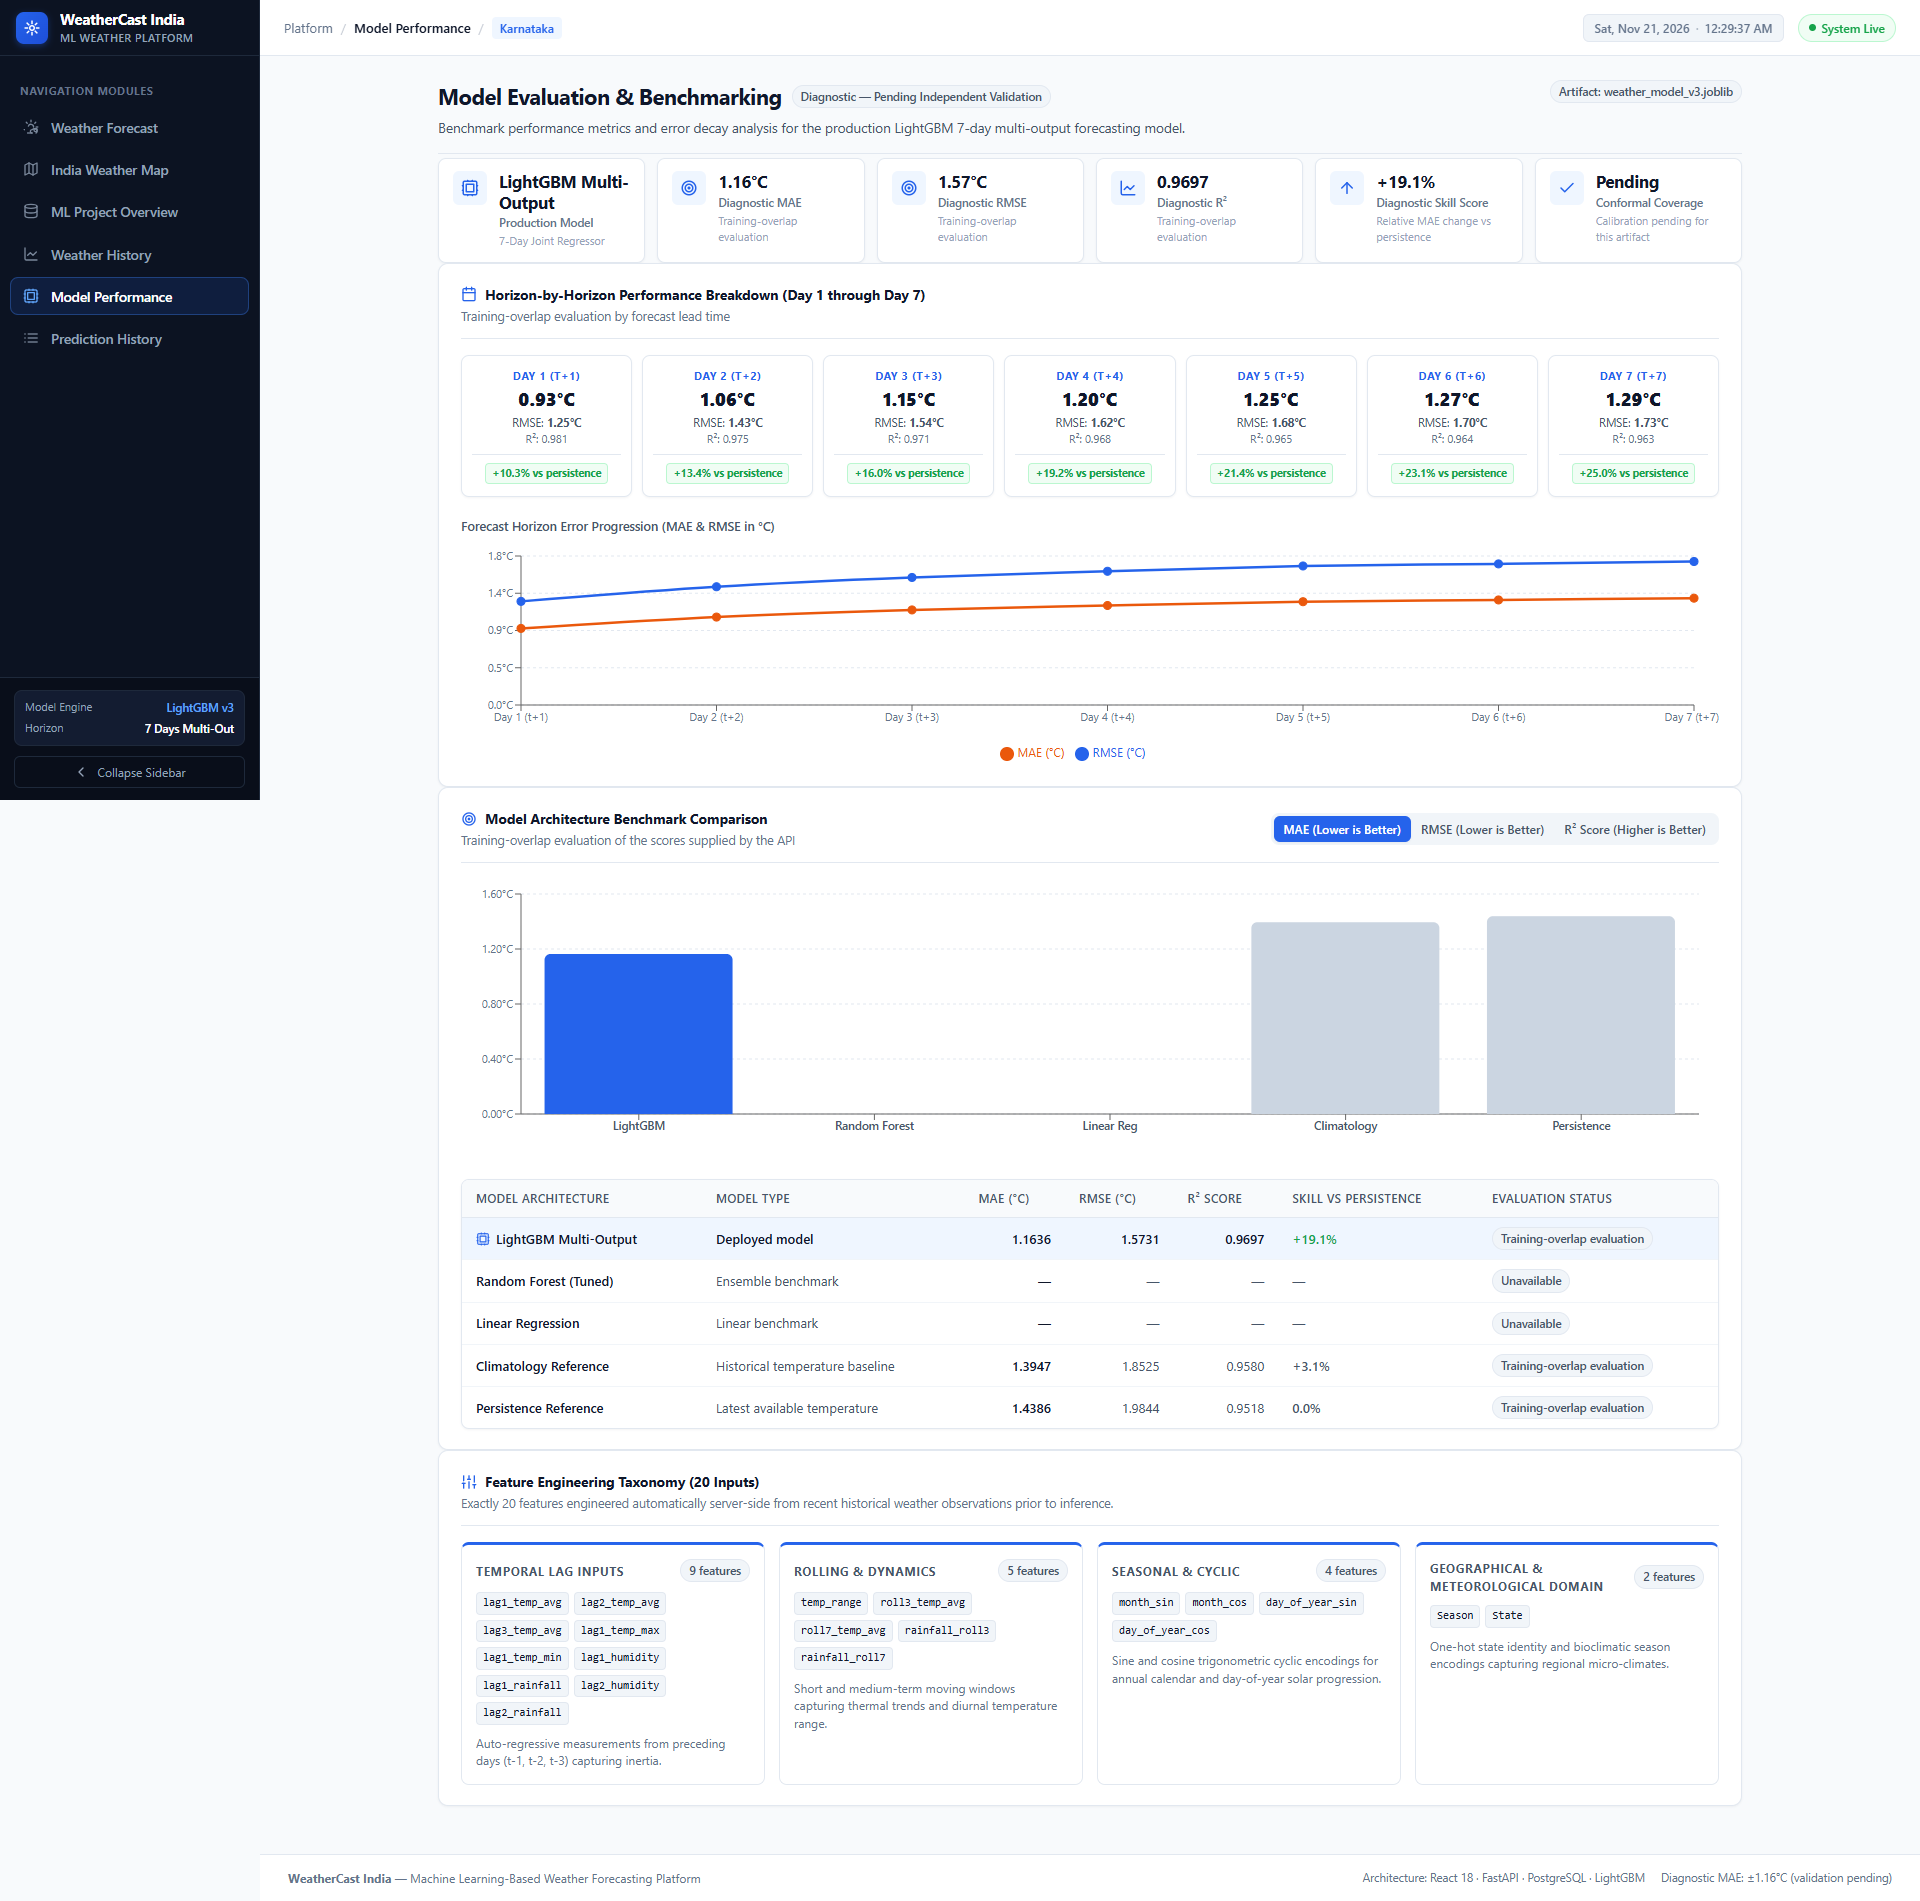 WeatherCast India
ML WEATHER PLATFORM
NAVIGATION MODULES
Weather Forecast
India Weather Map
ML Project Overview
Weather History
Model Performance
Prediction History
Model Engine LightGBM v3
Horizon 7 Days Multi-Out
Collapse Sidebar
Platform / Model Performance / Karnataka
Sat, Nov 21, 2026 · 12:29:37 AM
System Live
Model Evaluation & Benchmarking
Diagnostic — Pending Independent Validation
Artifact: weather_model_v3.joblib
Benchmark performance metrics and error decay analysis for the production LightGBM 7-day multi-output forecasting model.
LightGBM Multi-
Output
Production Model
7-Day Joint Regressor
1.16°C
Diagnostic MAE
Training-overlap
evaluation
1.57°C
Diagnostic RMSE
Training-overlap
evaluation
0.9697
Diagnostic R²
Training-overlap
evaluation
+19.1%
Diagnostic Skill Score
Relative MAE change vs
persistence
Pending
Conformal Coverage
Calibration pending for
this artifact
Horizon-by-Horizon Performance Breakdown (Day 1 through Day 7)
Training-overlap evaluation by forecast lead time
DAY 1 (T+1)
0.93°C
RMSE: 1.25°C
R²: 0.981
+10.3% vs persistence
DAY 2 (T+2)
1.06°C
RMSE: 1.43°C
R²: 0.975
+13.4% vs persistence
DAY 3 (T+3)
1.15°C
RMSE: 1.54°C
R²: 0.971
+16.0% vs persistence
DAY 4 (T+4)
1.20°C
RMSE: 1.62°C
R²: 0.968
+19.2% vs persistence
DAY 5 (T+5)
1.25°C
RMSE: 1.68°C
R²: 0.965
+21.4% vs persistence
DAY 6 (T+6)
1.27°C
RMSE: 1.70°C
R²: 0.964
+23.1% vs persistence
DAY 7 (T+7)
1.29°C
RMSE: 1.73°C
R²: 0.963
+25.0% vs persistence
Forecast Horizon Error Progression (MAE & RMSE in °C)
1.8°C
1.4°C
0.9°C
0.5°C
0.0°C
Day 1 (t+1) Day 2 (t+2) Day 3 (t+3) Day 4 (t+4) Day 5 (t+5) Day 6 (t+6) Day 7 (t+7)
MAE (°C) RMSE (°C)
Model Architecture Benchmark Comparison
Training-overlap evaluation of the scores supplied by the API
MAE (Lower is Better) RMSE (Lower is Better) R² Score (Higher is Better)
1.60°C
1.20°C
0.80°C
0.40°C
0.00°C
LightGBM Random Forest Linear Reg Climatology Persistence
MODEL ARCHITECTURE MODEL TYPE MAE (°C) RMSE (°C) R² SCORE SKILL VS PERSISTENCE EVALUATION STATUS
LightGBM Multi-Output Deployed model 1.1636 1.5731 0.9697 +19.1% Training-overlap evaluation
Random Forest (Tuned) Ensemble benchmark — — — — Unavailable
Linear Regression Linear benchmark — — — — Unavailable
Climatology Reference Historical temperature baseline 1.3947 1.8525 0.9580 +3.1% Training-overlap evaluation
Persistence Reference Latest available temperature 1.4386 1.9844 0.9518 0.0% Training-overlap evaluation
Feature Engineering Taxonomy (20 Inputs)
Exactly 20 features engineered automatically server-side from recent historical weather observations prior to inference.
TEMPORAL LAG INPUTS 9 features
lag1_temp_avg lag2_temp_avg
lag3_temp_avg lag1_temp_max
lag1_temp_min lag1_humidity
lag1_rainfall lag2_humidity
lag2_rainfall
Auto-regressive measurements from preceding
days (t-1, t-2, t-3) capturing inertia.
ROLLING & DYNAMICS 5 features
temp_range roll3_temp_avg
roll7_temp_avg rainfall_roll3
rainfall_roll7
Short and medium-term moving windows
capturing thermal trends and diurnal temperature
range.
SEASONAL & CYCLIC 4 features
month_sin month_cos day_of_year_sin
day_of_year_cos
Sine and cosine trigonometric cyclic encodings for
annual calendar and day-of-year solar progression.
GEOGRAPHICAL &
METEOROLOGICAL DOMAIN 2 features
Season State
One-hot state identity and bioclimatic season
encodings capturing regional micro-climates.
WeatherCast India — Machine Learning-Based Weather Forecasting Platform
Architecture: React 18 · FastAPI · PostgreSQL · LightGBM Diagnostic MAE: ±1.16°C (validation pending)